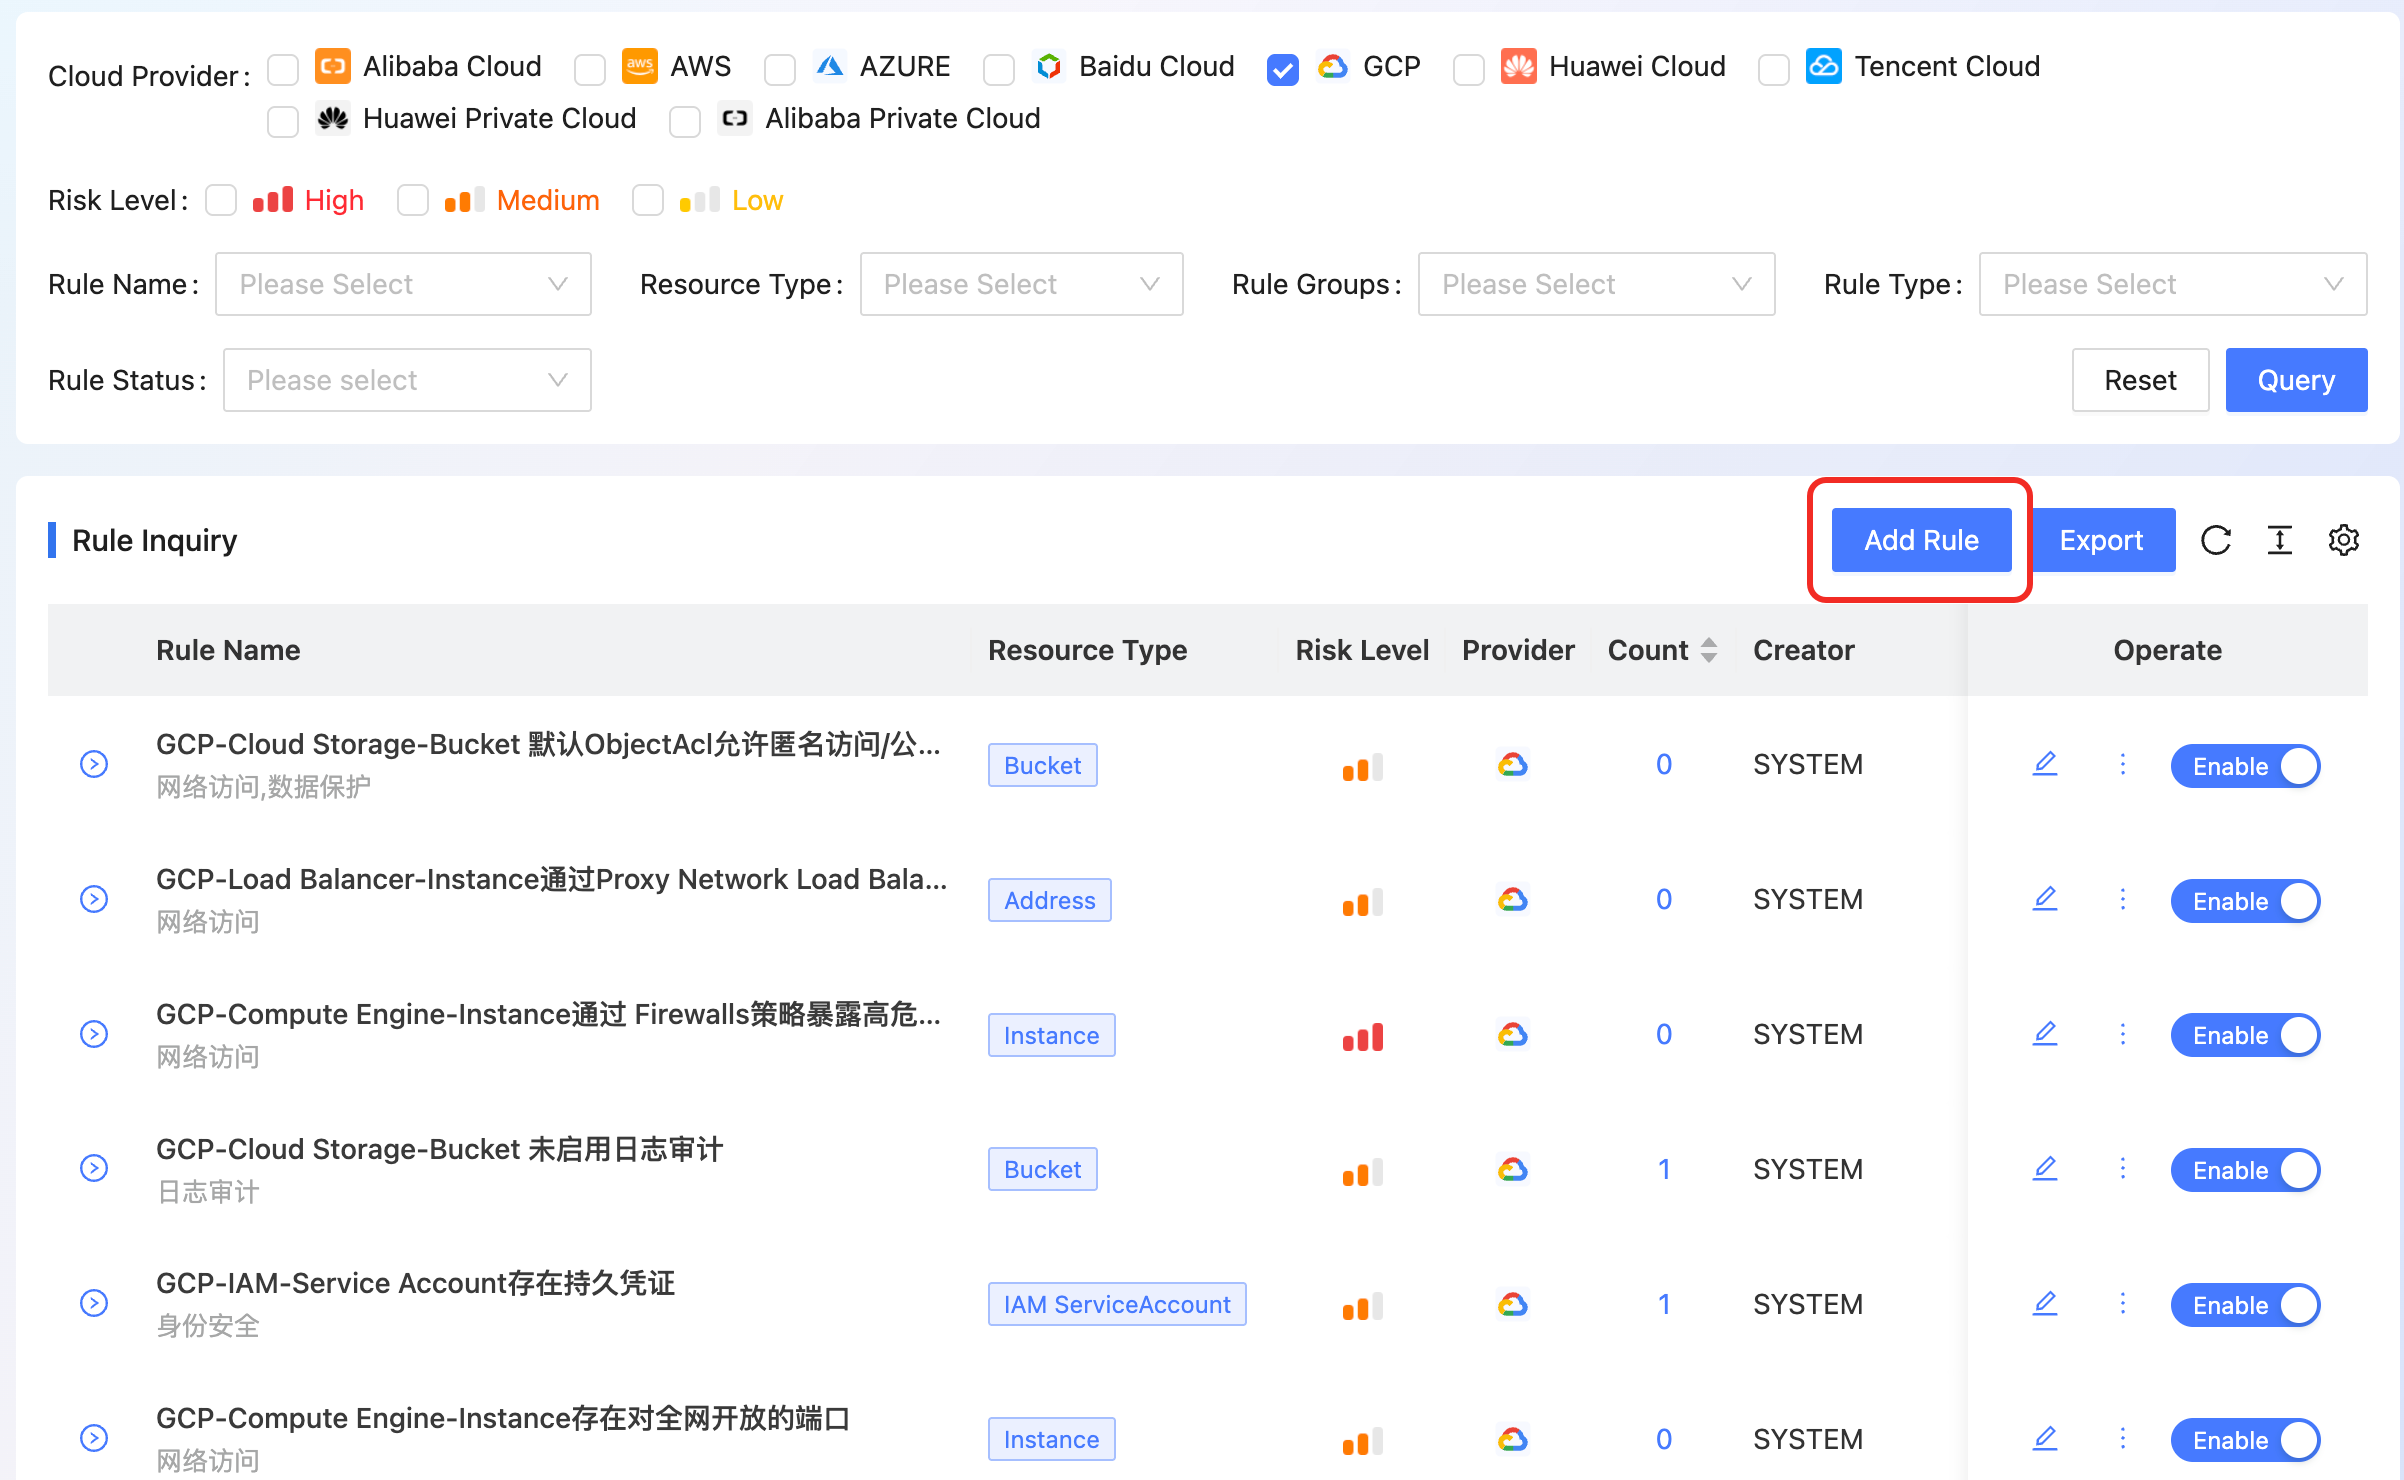 Cloud Provider: Alibaba Cloud aws AWS AZURE Baidu Cloud GCP Huawei Cloud Tencent Cloud
Huawei Private Cloud Alibaba Private Cloud
Risk Level: High Medium Low
Rule Name: Please Select Resource Type: Please Select Rule Groups: Please Select Rule Type: Please Select
Rule Status: Please select Reset Query
Rule Inquiry Add Rule Export
Rule Name Resource Type Risk Level Provider Count Creator Operate
GCP-Cloud Storage-Bucket 默认ObjectAcl允许匿名访问/公...
网络访问,数据保护
Bucket 0 SYSTEM Enable
GCP-Load Balancer-Instance通过Proxy Network Load Bala...
网络访问
Address 0 SYSTEM Enable
GCP-Compute Engine-Instance通过 Firewalls策略暴露高危...
网络访问
Instance 0 SYSTEM Enable
GCP-Cloud Storage-Bucket 未启用日志审计
日志审计
Bucket 1 SYSTEM Enable
GCP-IAM-Service Account存在持久凭证
身份安全
IAM ServiceAccount 1 SYSTEM Enable
GCP-Compute Engine-Instance存在对全网开放的端口
网络访问
Instance 0 SYSTEM Enable